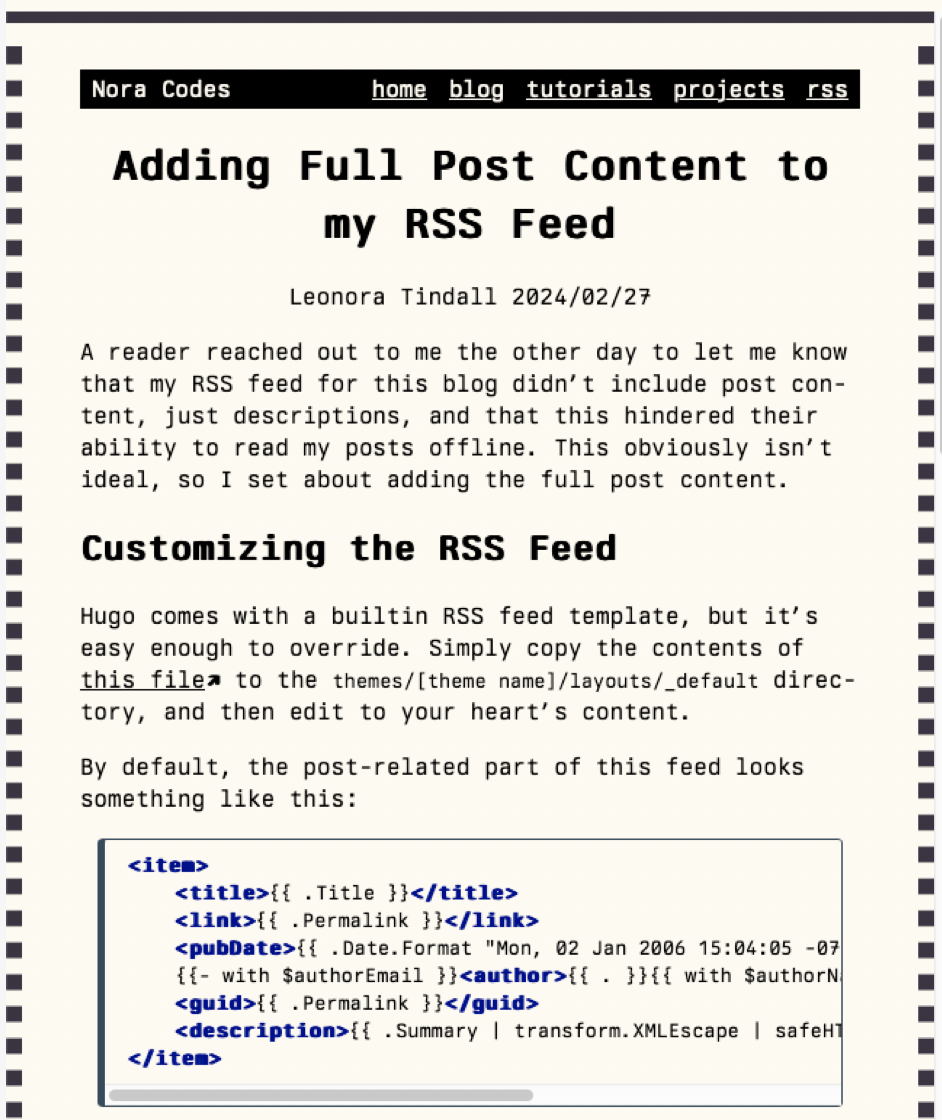 Nora Codes home blog tutorials projects rss
Adding Full Post Content to
my RSS Feed
Leonora Tindall 2024/02/27
A reader reached out to me the other day to let me know
that my RSS feed for this blog didn’t include post con-
tent, just descriptions, and that this hindered their
ability to read my posts offline. This obviously isn’t
ideal, so I set about adding the full post content.
Customizing the RSS Feed
Hugo comes with a builtin RSS feed template, but it’s
easy enough to override. Simply copy the contents of
this file to the themes/[theme name]/layouts/_default direc-
tory, and then edit to your heart’s content.
By default, the post-related part of this feed looks
something like this:
<item>
<title>{{ .Title }}</title>
<link>{{ .Permalink }}</link>
<pubDate>{{ .Date.Format "Mon, 02 Jan 2006 15:04:05 -07
{{- with $authorEmail }}<author>{{ . }}{{ with $authorN
<guid>{{ .Permalink }}</guid>
<description>{{ .Summary | transform.XMLEscape | safeHT
</item>